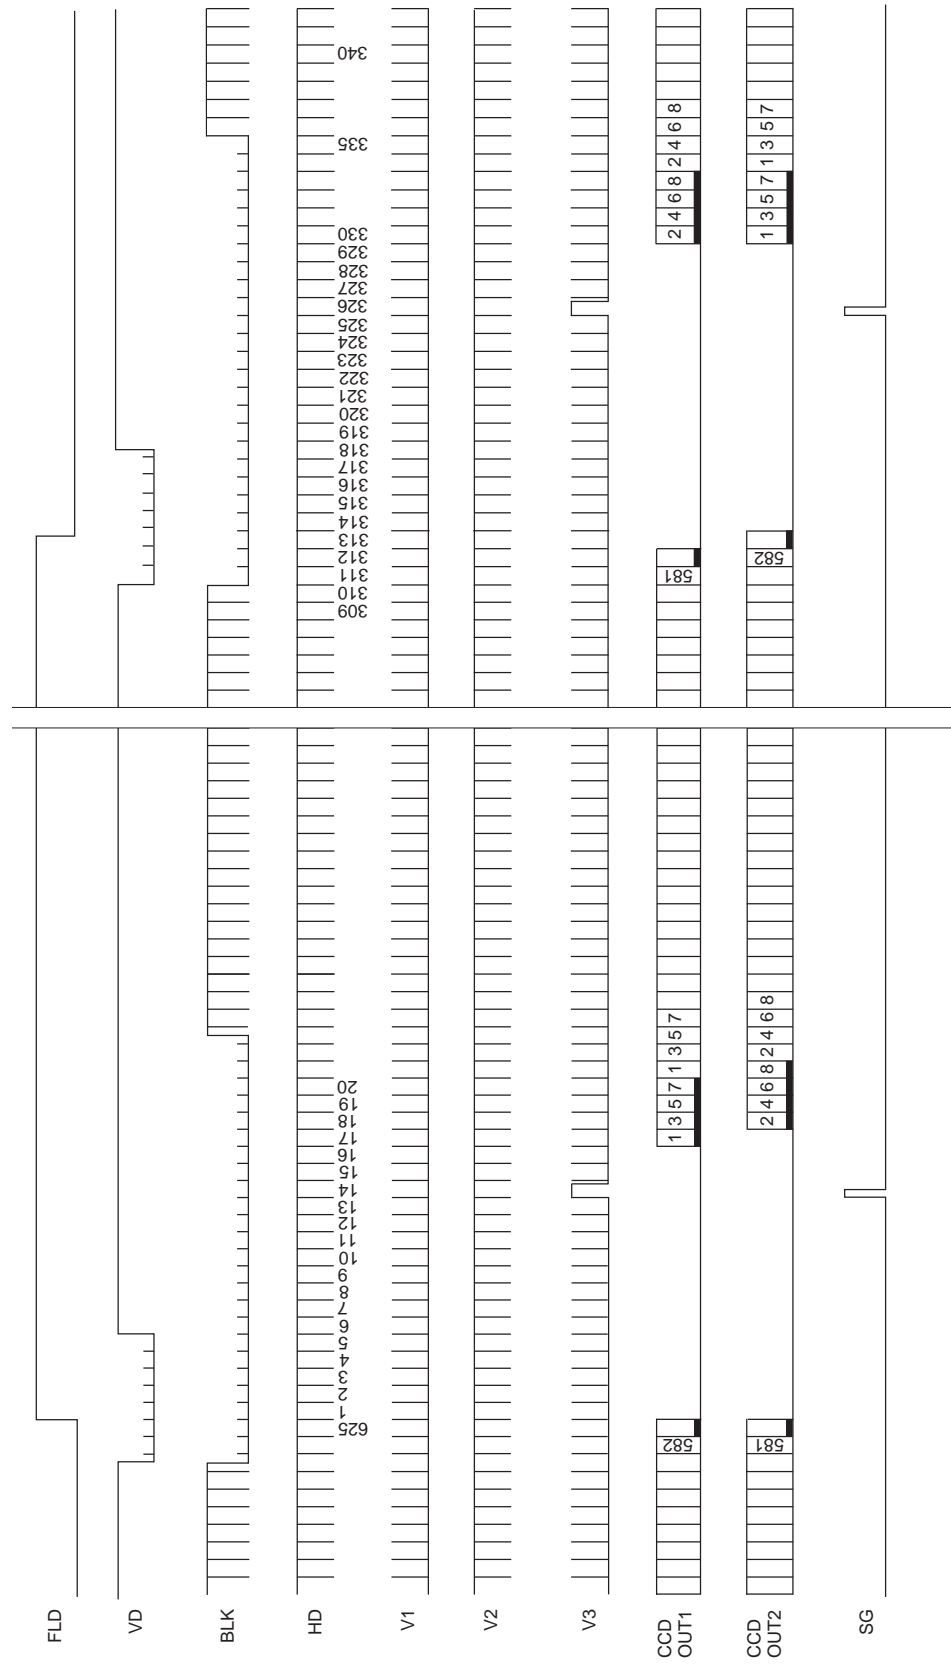 FLD
VD
BLK
HD
625 1 2 3 4 5 6 7 8 9 10 11 12 13 14 15 16 17 18 19 20 309 310 311 312 313 314 315 316 317 318 319 320 321 322 323 324 325 326 327 328 329 330 335 340
V1
V2
V3
CCD
OUT1
582 1 3 5 7 1 3 5 7 581 2 4 6 8 2 4 6 8
CCD
OUT2
581 2 4 6 8 2 4 6 8 582 1 3 5 7 1 3 5 7
SG